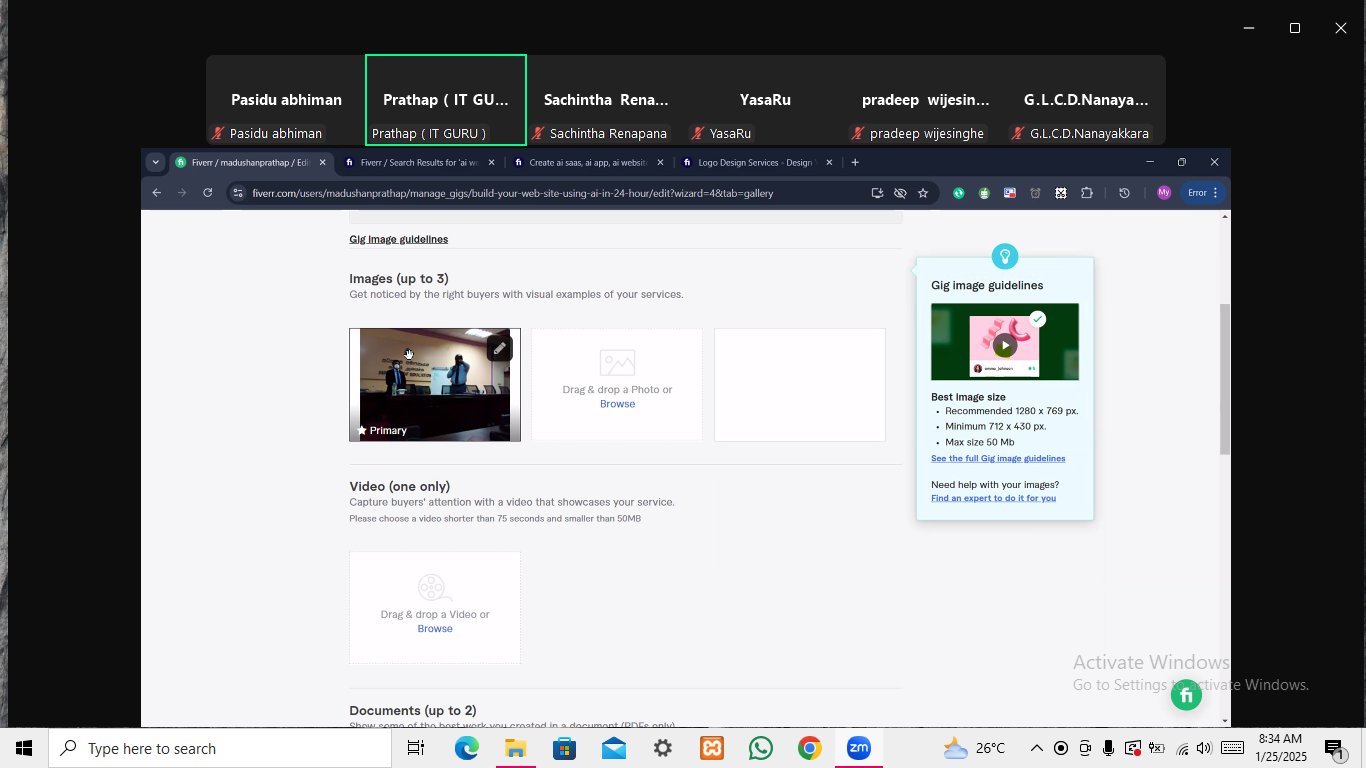 Pasidu abhiman
Prathap ( IT GU...
Sachintha Rena...
YasaRu
pradeep wijesin...
G.L.C.D.Nanaya...
Pasidu abhiman
Prathap ( IT GURU )
Sachintha Renapana
YasaRu
pradeep wijesinghe
G.L.C.D.Nanayakkara
Fiverr / madushanprathap / Edi
Fiverr / Search Results for 'ai w
Create ai saas, ai app, ai websit
Logo Design Services - Design
fiverr.com/users/madushanprathap/manage_gigs/build-your-web-site-using-ai-in-24-hour/edit?wizard=4&tab=gallery
My
Error
Gig image guidelines
Images (up to 3)
Get noticed by the right buyers with visual examples of your services.
Primary
Drag & drop a Photo or
Browse
Video (one only)
Capture buyers' attention with a video that showcases your service.
Please choose a video shorter than 75 seconds and smaller than 50MB
Drag & drop a Video or
Browse
Documents (up to 2)
Show some of the best work you created in a document (PDFs only).
Gig image guidelines
emma_johnson
5
Best image size
• Recommended 1280 x 769 px.
• Minimum 712 x 430 px.
• Max size 50 Mb
See the full Gig image guidelines
Need help with your images?
Find an expert to do it for you
Activate Windows
Go to Settings to activate Windows.
fi
Type here to search
zm
26°C
8:34 AM
1/25/2025
1